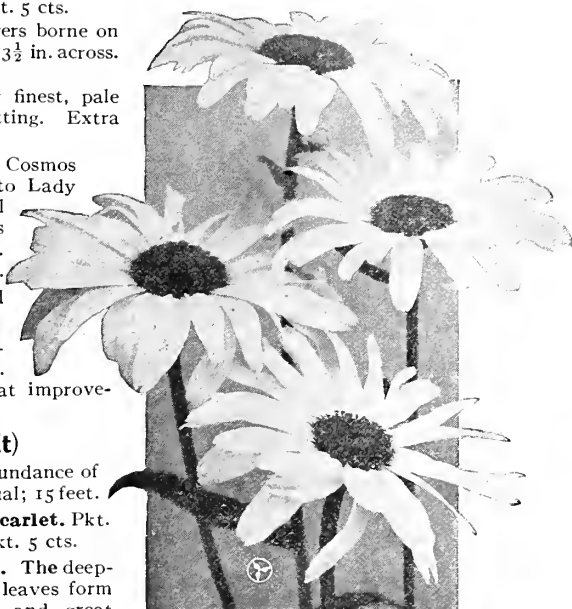 t. 5 cts.
ers borne on
3½ in. across.
finest, pale
tting. Extra
Cosmos
to Lady
l
s
.
.
l
-
.
at improve-
t)
undance of
al; 15 feet.
carlet. Pkt.
kt. 5 cts.
. The deep-
leaves form
and great